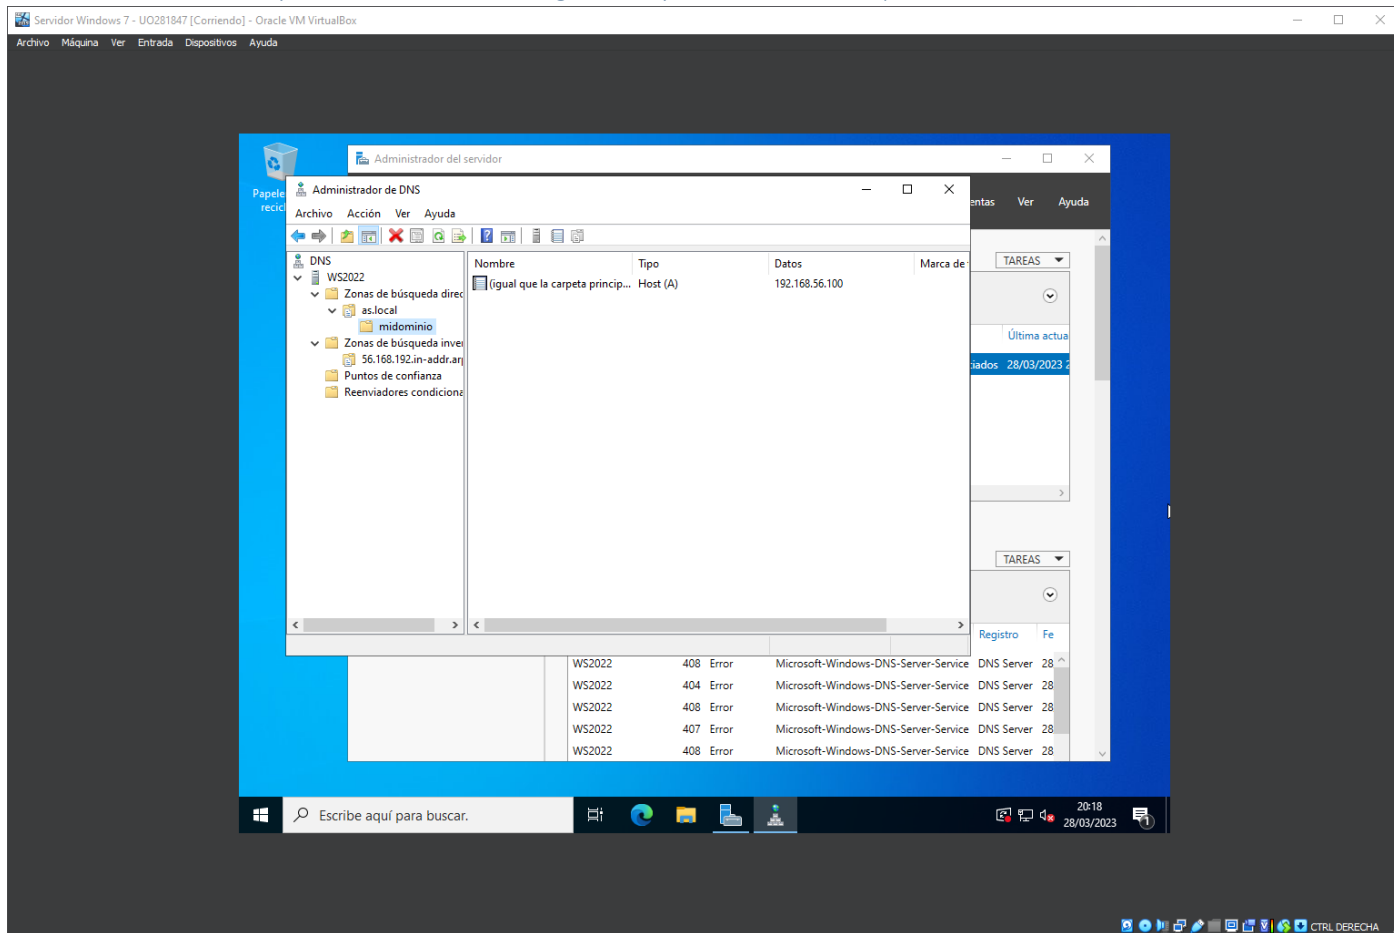 Servidor Windows 7 - UO281847 [Corriendo] - Oracle VM VirtualBox
Archivo Máquina Ver Entrada Dispositivos Ayuda
Administrador del servidor
Administrador de DNS
Archivo Acción Ver Ayuda
Ver Ayuda
DNS
WS2022
Zonas de búsqueda direc
as.local
midominio
Zonas de búsqueda inver
56.168.192.in-addr.arp
Puntos de confianza
Reenviadores condiciona
Nombre Tipo Datos Marca de
(igual que la carpeta princip... Host (A) 192.168.56.100
TAREAS
Última actua
28/03/2023 2
TAREAS
Registro Fe
WS2022 408 Error Microsoft-Windows-DNS-Server-Service DNS Server 28
WS2022 404 Error Microsoft-Windows-DNS-Server-Service DNS Server 28
WS2022 408 Error Microsoft-Windows-DNS-Server-Service DNS Server 28
WS2022 407 Error Microsoft-Windows-DNS-Server-Service DNS Server 28
WS2022 408 Error Microsoft-Windows-DNS-Server-Service DNS Server 28
Escribe aquí para buscar.
20:18
28/03/2023
1
CTRL DERECHA